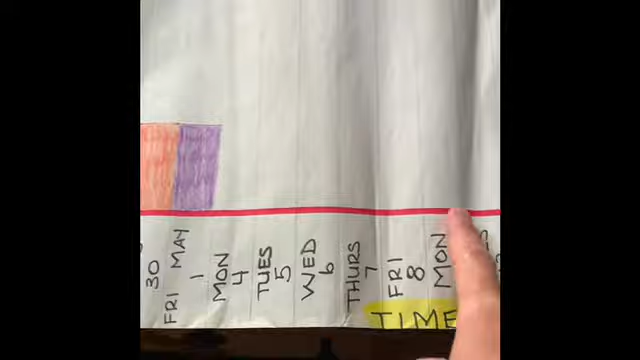 30
FRI MAY 1
MON 4
TUES 5
WED 6
THURS 7
FRI 8
MON
TIME